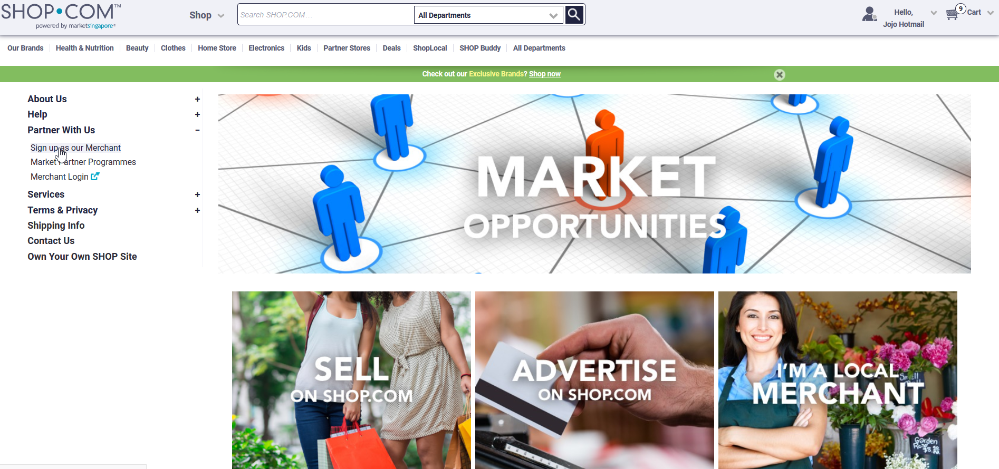 SHOP•COM™
powered by marketsingapore®
Shop
Search SHOP.COM...
All Departments
Hello,
Jojo Hotmail
9
Cart
Our Brands
Health & Nutrition
Beauty
Clothes
Home Store
Electronics
Kids
Partner Stores
Deals
ShopLocal
SHOP Buddy
All Departments
Check out our Exclusive Brands? Shop now
About Us +
Help +
Partner With Us –
Sign up as our Merchant
Market Partner Programmes
Merchant Login
Services +
Terms & Privacy +
Shipping Info
Contact Us
Own Your Own SHOP Site
MARKET
OPPORTUNITIES
SELL
ON SHOP.COM
ADVERTISE
ON SHOP.COM
I'M A LOCAL
MERCHANT
Garden